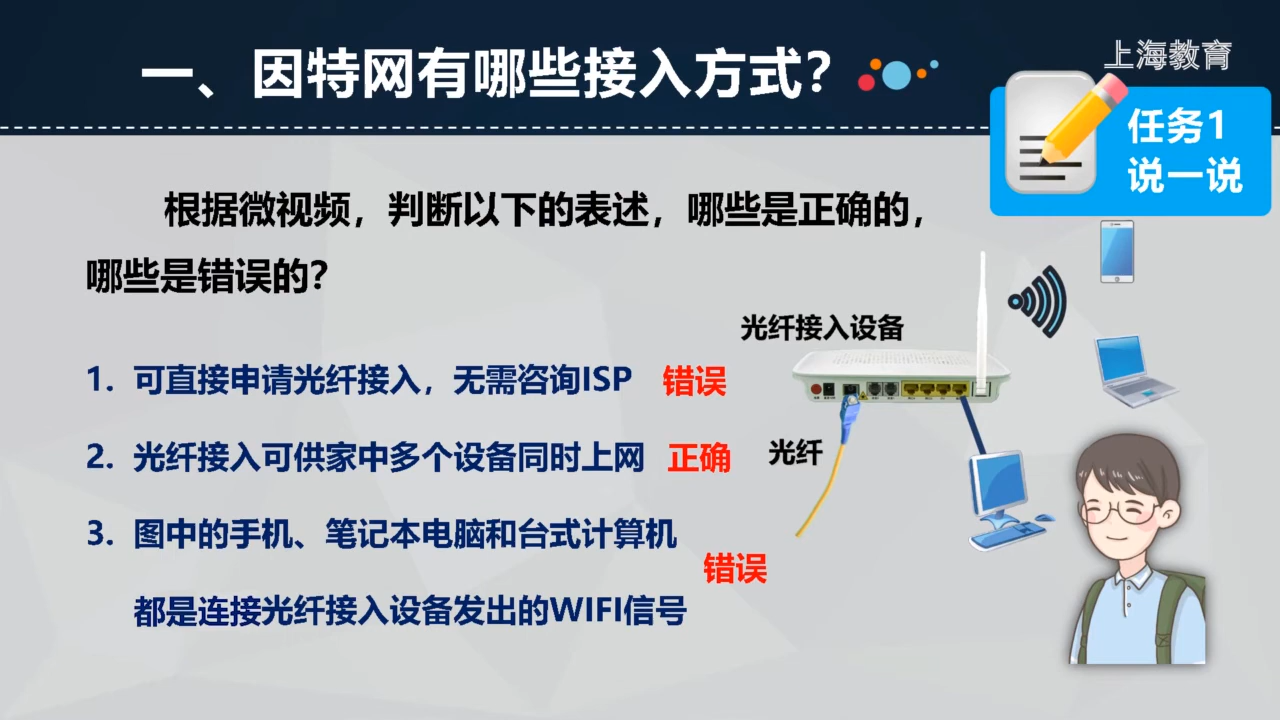 一、因特网有哪些接入方式？
上海教育
任务1
说一说
根据微视频，判断以下的表述，哪些是正确的，
哪些是错误的？
光纤接入设备
1. 可直接申请光纤接入，无需咨询ISP 错误
2. 光纤接入可供家中多个设备同时上网 正确
光纤
3. 图中的手机、笔记本电脑和台式计算机
错误
都是连接光纤接入设备发出的WIFI信号